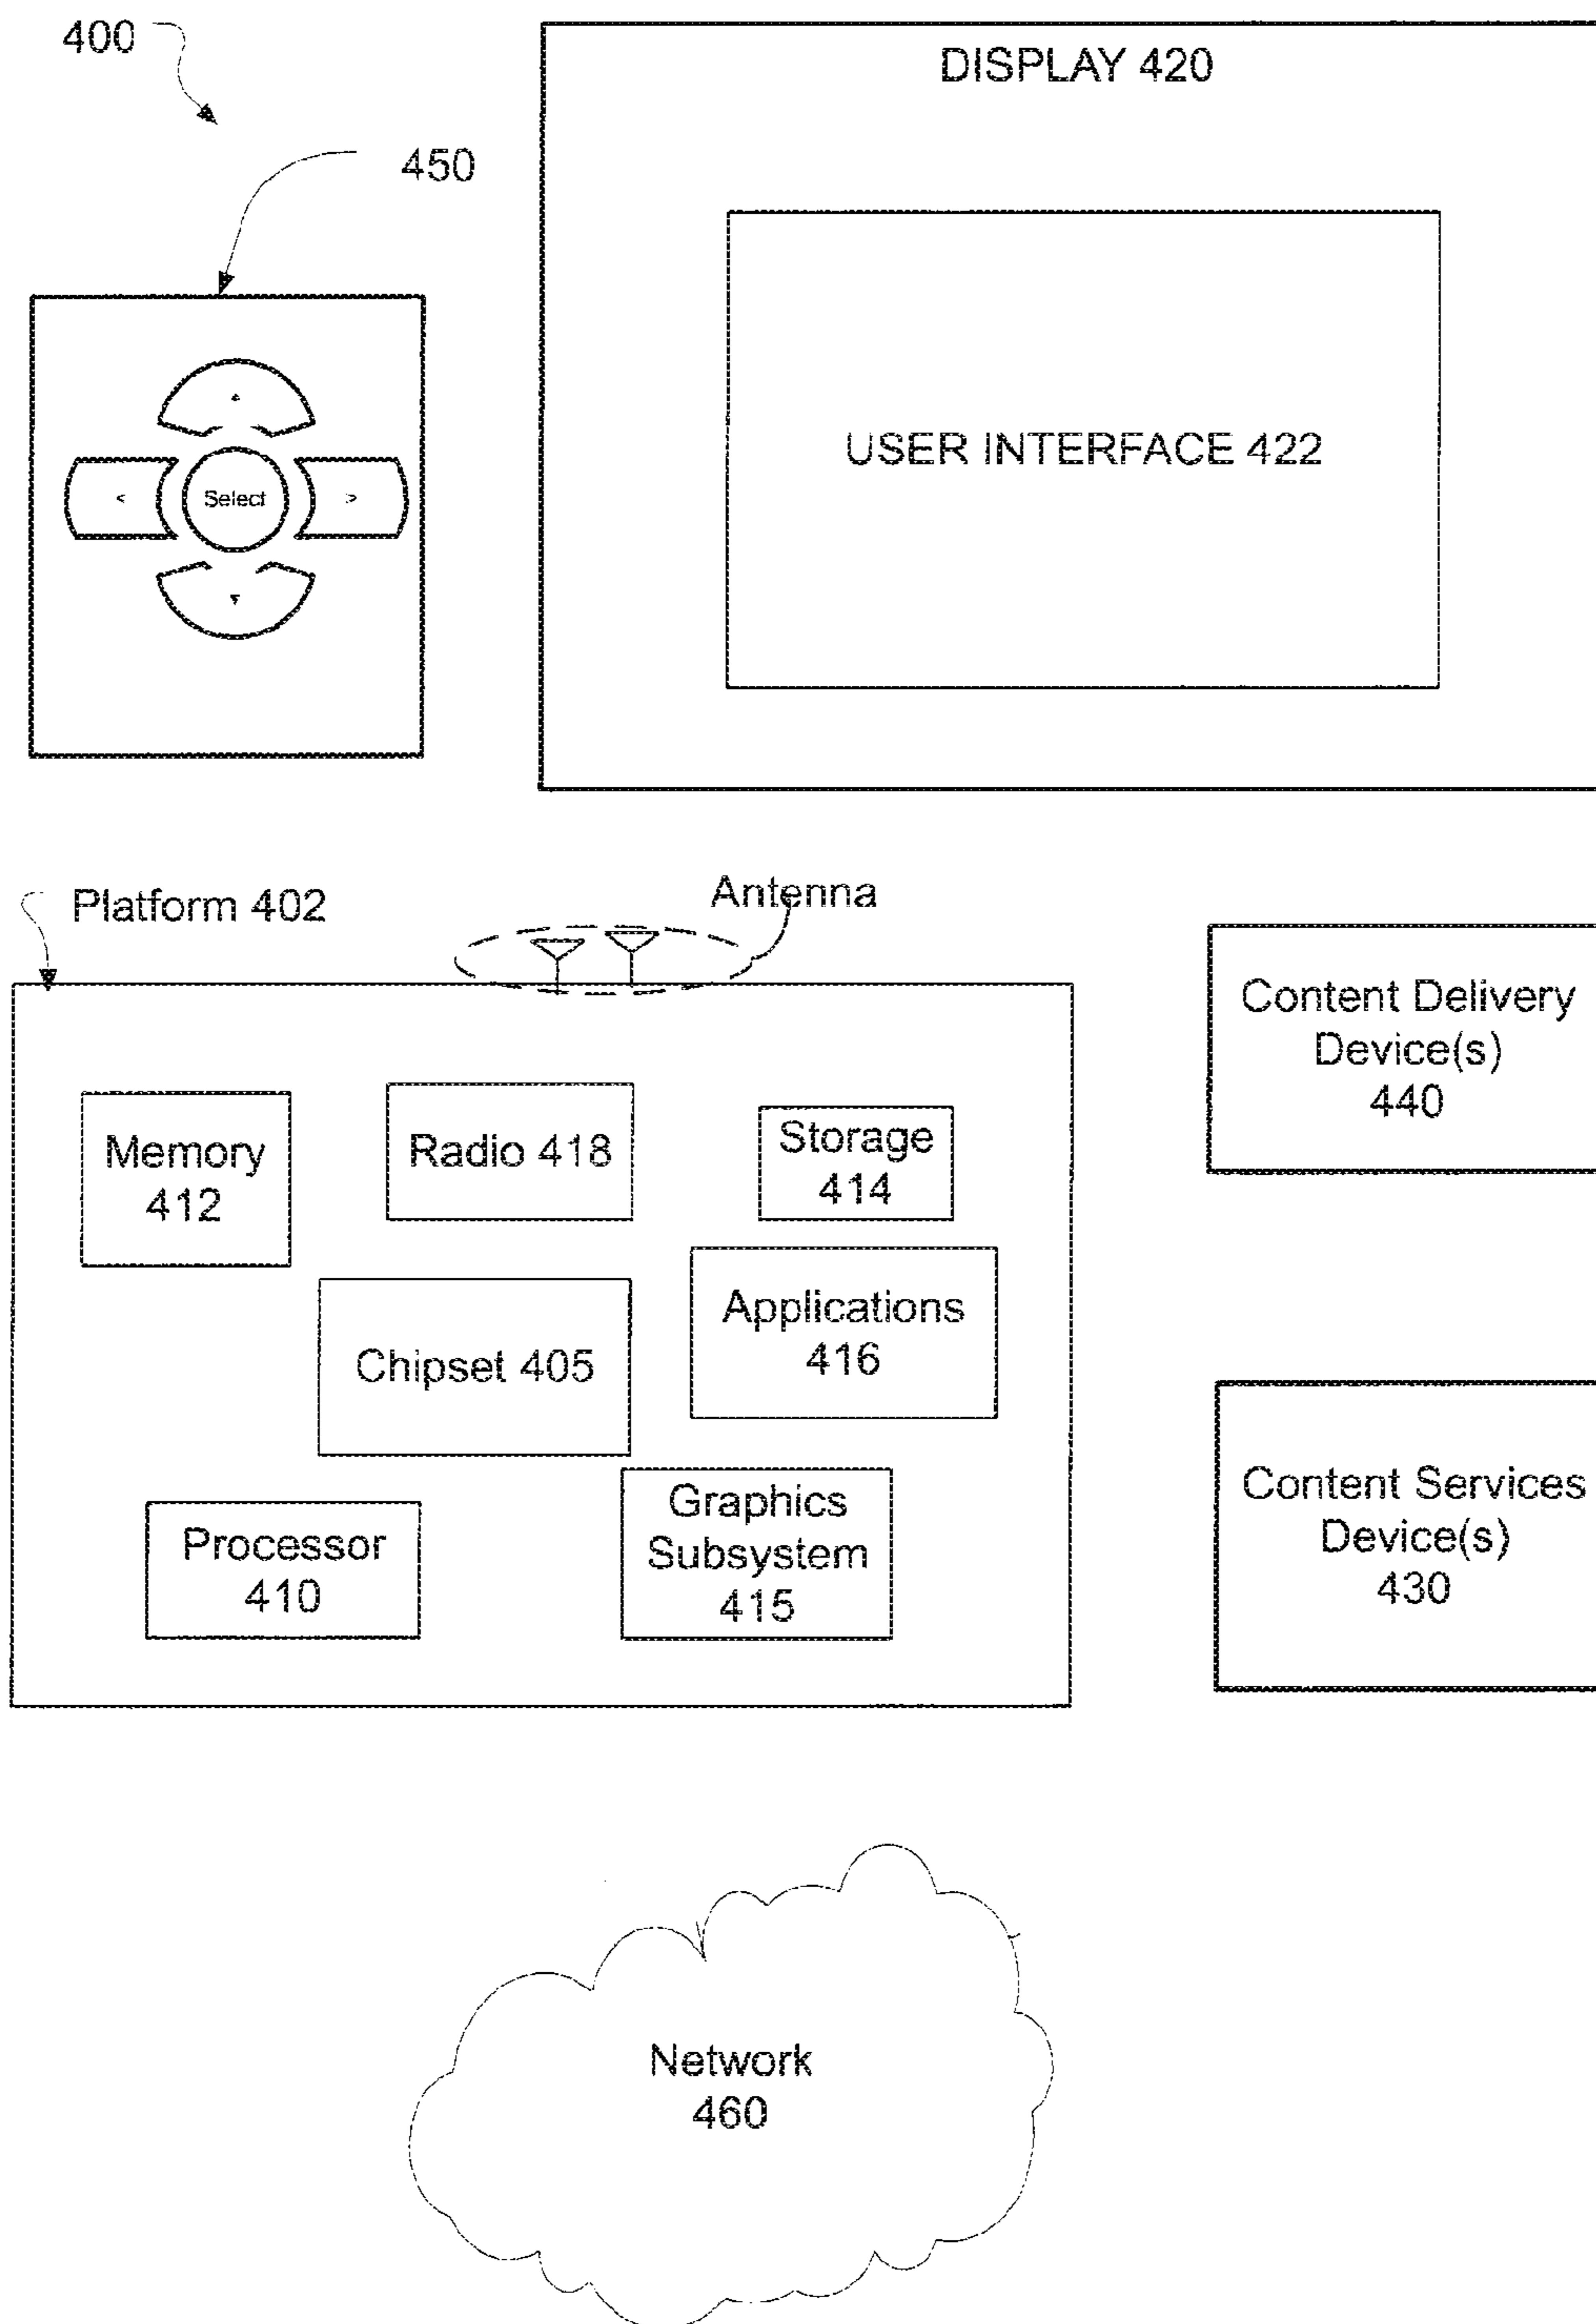 400
DISPLAY 420
450
USER INTERFACE 422
<
Select
>
Platform 402
Antenna
Content Delivery
Device(s)
440
Memory
412
Radio 418
Storage
414
Applications
416
Chipset 405
Content Services
Device(s)
430
Graphics
Subsystem
415
Processor
410
Network
460